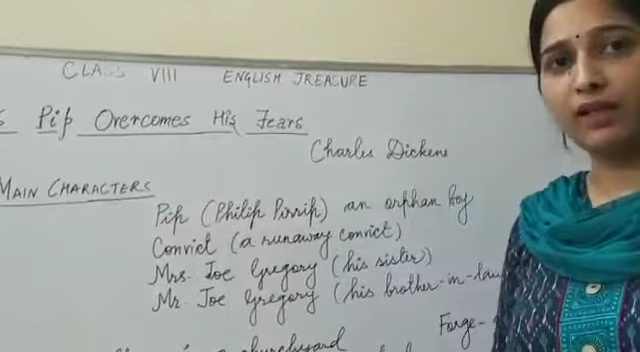 CLASS VIII ENGLISH TREASURE
Pip Overcomes His Fears
Charles Dickens
MAIN CHARACTERS
Pip (Philip Pirrip) an orphan boy
Convict (a runaway convict)
Mrs. Joe Gregory (his sister)
Mr. Joe Gregory (his brother-in-law
Forge-
churchyard